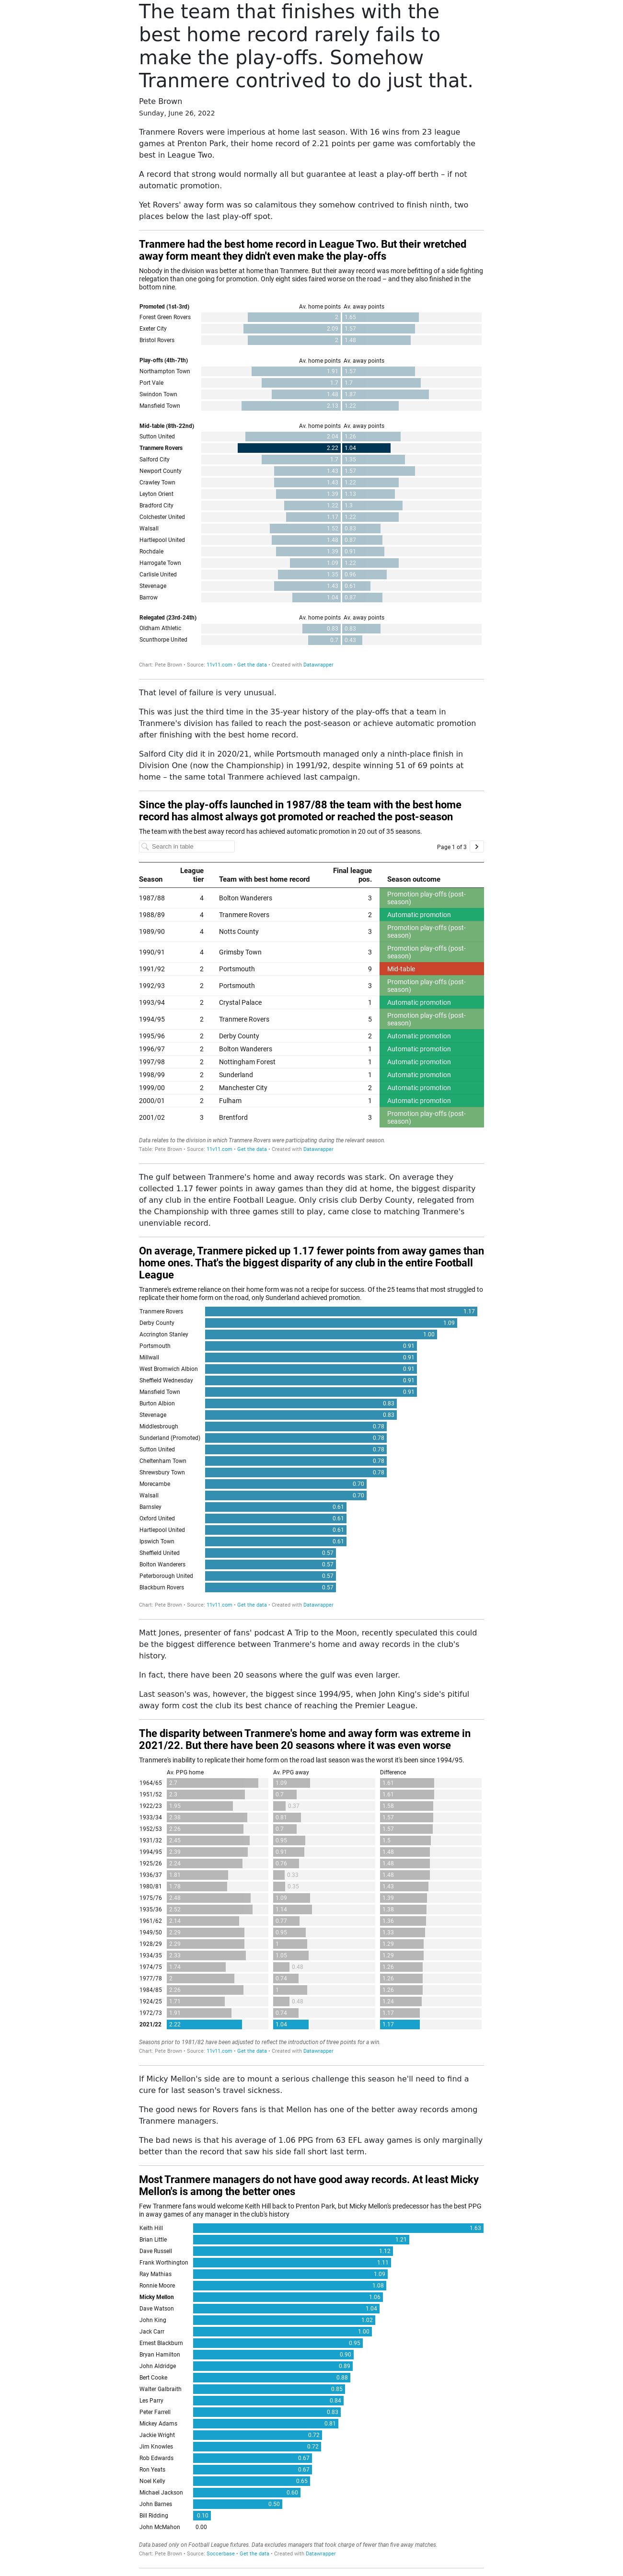 The team that finishes with the
best home record rarely fails to
make the play-offs. Somehow
Tranmere contrived to do just that.
Pete Brown
Sunday, June 26, 2022
Tranmere Rovers were imperious at home last season. With 16 wins from 23 league
games at Prenton Park, their home record of 2.21 points per game was comfortably the
best in League Two.
A record that strong would normally all but guarantee at least a play-off berth – if not
automatic promotion.
Yet Rovers' away form was so calamitous they somehow contrived to finish ninth, two
places below the last play-off spot.
Tranmere had the best home record in League Two. But their wretched
away form meant they didn't even make the play-offs
Nobody in the division was better at home than Tranmere. But their away record was more befitting of a side fighting
relegation than one going for promotion. Only eight sides faired worse on the road – and they also finished in the
bottom nine.
Promoted (1st-3rd) Av. home points Av. away points
Forest Green Rovers 2 1.65
Exeter City 2.09 1.57
Bristol Rovers 2 1.48
Play-offs (4th-7th) Av. home points Av. away points
Northampton Town 1.91 1.57
Port Vale 1.7 1.7
Swindon Town 1.48 1.87
Mansfield Town 2.13 1.22
Mid-table (8th-22nd) Av. home points Av. away points
Sutton United 2.04 1.26
Tranmere Rovers 2.22 1.04
Salford City 1.7 1.35
Newport County 1.43 1.57
Crawley Town 1.43 1.22
Leyton Orient 1.39 1.13
Bradford City 1.22 1.3
Colchester United 1.17 1.22
Walsall 1.52 0.83
Hartlepool United 1.48 0.87
Rochdale 1.39 0.91
Harrogate Town 1.09 1.22
Carlisle United 1.35 0.96
Stevenage 1.43 0.61
Barrow 1.04 0.87
Relegated (23rd-24th) Av. home points Av. away points
Oldham Athletic 0.83 0.83
Scunthorpe United 0.7 0.43
Chart: Pete Brown • Source: 11v11.com • Get the data • Created with Datawrapper
That level of failure is very unusual.
This was just the third time in the 35-year history of the play-offs that a team in
Tranmere's division has failed to reach the post-season or achieve automatic promotion
after finishing with the best home record.
Salford City did it in 2020/21, while Portsmouth managed only a ninth-place finish in
Division One (now the Championship) in 1991/92, despite winning 51 of 69 points at
home – the same total Tranmere achieved last campaign.
Since the play-offs launched in 1987/88 the team with the best home
record has almost always got promoted or reached the post-season
The team with the best away record has achieved automatic promotion in 20 out of 35 seasons.
Search in table Page 1 of 3
Season League tier Team with best home record Final league pos. Season outcome
1987/88 4 Bolton Wanderers 3 Promotion play-offs (post-season)
1988/89 4 Tranmere Rovers 2 Automatic promotion
1989/90 4 Notts County 3 Promotion play-offs (post-season)
1990/91 4 Grimsby Town 3 Promotion play-offs (post-season)
1991/92 2 Portsmouth 9 Mid-table
1992/93 2 Portsmouth 3 Promotion play-offs (post-season)
1993/94 2 Crystal Palace 1 Automatic promotion
1994/95 2 Tranmere Rovers 5 Promotion play-offs (post-season)
1995/96 2 Derby County 2 Automatic promotion
1996/97 2 Bolton Wanderers 1 Automatic promotion
1997/98 2 Nottingham Forest 1 Automatic promotion
1998/99 2 Sunderland 1 Automatic promotion
1999/00 2 Manchester City 2 Automatic promotion
2000/01 2 Fulham 1 Automatic promotion
2001/02 3 Brentford 3 Promotion play-offs (post-season)
Data relates to the division in which Tranmere Rovers were participating during the relevant season.
Table: Pete Brown • Source: 11v11.com • Get the data • Created with Datawrapper
The gulf between Tranmere's home and away records was stark. On average they
collected 1.17 fewer points in away games than they did at home, the biggest disparity
of any club in the entire Football League. Only crisis club Derby County, relegated from
the Championship with three games still to play, came close to matching Tranmere's
unenviable record.
On average, Tranmere picked up 1.17 fewer points from away games than
home ones. That's the biggest disparity of any club in the entire Football
League
Tranmere's extreme reliance on their home form was not a recipe for success. Of the 25 teams that most struggled to
replicate their home form on the road, only Sunderland achieved promotion.
Tranmere Rovers 1.17
Derby County 1.09
Accrington Stanley 1.00
Portsmouth 0.91
Millwall 0.91
West Bromwich Albion 0.91
Sheffield Wednesday 0.91
Mansfield Town 0.91
Burton Albion 0.83
Stevenage 0.83
Middlesbrough 0.78
Sunderland (Promoted) 0.78
Sutton United 0.78
Cheltenham Town 0.78
Shrewsbury Town 0.78
Morecambe 0.70
Walsall 0.70
Barnsley 0.61
Oxford United 0.61
Hartlepool United 0.61
Ipswich Town 0.61
Sheffield United 0.57
Bolton Wanderers 0.57
Peterborough United 0.57
Blackburn Rovers 0.57
Chart: Pete Brown • Source: 11v11.com • Get the data • Created with Datawrapper
Matt Jones, presenter of fans' podcast A Trip to the Moon, recently speculated this could
be the biggest difference between Tranmere's home and away records in the club's
history.
In fact, there have been 20 seasons where the gulf was even larger.
Last season's was, however, the biggest since 1994/95, when John King's side's pitiful
away form cost the club its best chance of reaching the Premier League.
The disparity between Tranmere's home and away form was extreme in
2021/22. But there have been 20 seasons where it was even worse
Tranmere's inability to replicate their home form on the road last season was the worst it's been since 1994/95.
Av. PPG home Av. PPG away Difference
1964/65 2.7 1.09 1.61
1951/52 2.3 0.7 1.61
1922/23 1.95 0.37 1.58
1933/34 2.38 0.81 1.57
1952/53 2.26 0.7 1.57
1931/32 2.45 0.95 1.5
1994/95 2.39 0.91 1.48
1925/26 2.24 0.76 1.48
1936/37 1.81 0.33 1.48
1980/81 1.78 0.35 1.43
1975/76 2.48 1.09 1.39
1935/36 2.52 1.14 1.38
1961/62 2.14 0.77 1.36
1949/50 2.29 0.95 1.33
1928/29 2.29 1 1.29
1934/35 2.33 1.05 1.29
1974/75 1.74 0.48 1.26
1977/78 2 0.74 1.26
1984/85 2.26 1 1.26
1924/25 1.71 0.48 1.24
1972/73 1.91 0.74 1.17
2021/22 2.22 1.04 1.17
Seasons prior to 1981/82 have been adjusted to reflect the introduction of three points for a win.
Chart: Pete Brown • Source: 11v11.com • Get the data • Created with Datawrapper
If Micky Mellon's side are to mount a serious challenge this season he'll need to find a
cure for last season's travel sickness.
The good news for Rovers fans is that Mellon has one of the better away records among
Tranmere managers.
The bad news is that his average of 1.06 PPG from 63 EFL away games is only marginally
better than the record that saw his side fall short last term.
Most Tranmere managers do not have good away records. At least Micky
Mellon's is among the better ones
Few Tranmere fans would welcome Keith Hill back to Prenton Park, but Micky Mellon's predecessor has the best PPG
in away games of any manager in the club's history
Keith Hill 1.63
Brian Little 1.21
Dave Russell 1.12
Frank Worthington 1.11
Ray Mathias 1.09
Ronnie Moore 1.08
Micky Mellon 1.06
Dave Watson 1.04
John King 1.02
Jack Carr 1.00
Ernest Blackburn 0.95
Bryan Hamilton 0.90
John Aldridge 0.89
Bert Cooke 0.88
Walter Galbraith 0.85
Les Parry 0.84
Peter Farrell 0.83
Mickey Adams 0.81
Jackie Wright 0.72
Jim Knowles 0.72
Rob Edwards 0.67
Ron Yeats 0.67
Noel Kelly 0.65
Michael Jackson 0.60
John Barnes 0.50
Bill Ridding 0.10
John McMahon 0.00
Data based only on Football League fixtures. Data excludes managers that took charge of fewer than five away matches.
Chart: Pete Brown • Source: Soccerbase • Get the data • Created with Datawrapper